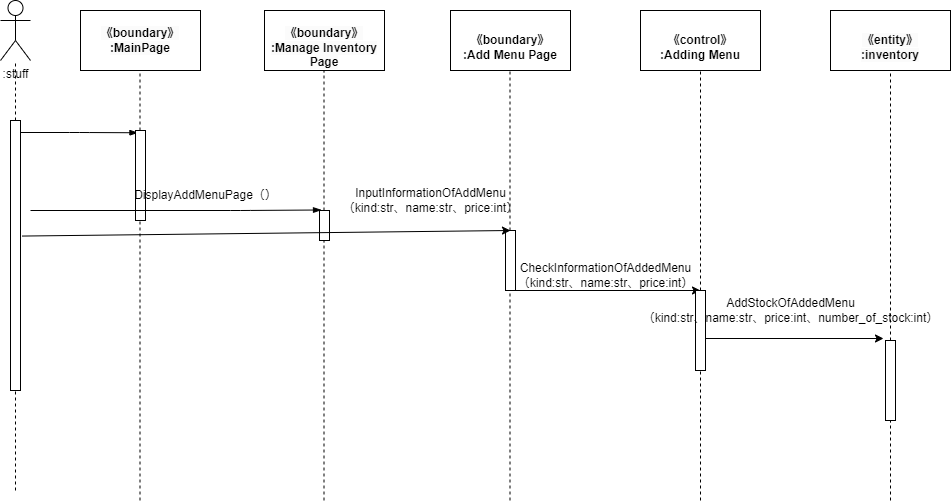 《boundary》
:MainPage
《boundary》
:Manage Inventory
Page
《boundary》
:Add Menu Page
《control》
:Adding Menu
《entity》
:inventory
:stuff
DisplayAddMenuPage（）
InputInformationOfAddMenu
（kind:str、name:str、price:int）
CheckInformationOfAddedMenu
（kind:str、name:str、price:int）
AddStockOfAddedMenu
（kind:str、name:str、price:int、number_of_stock:int）